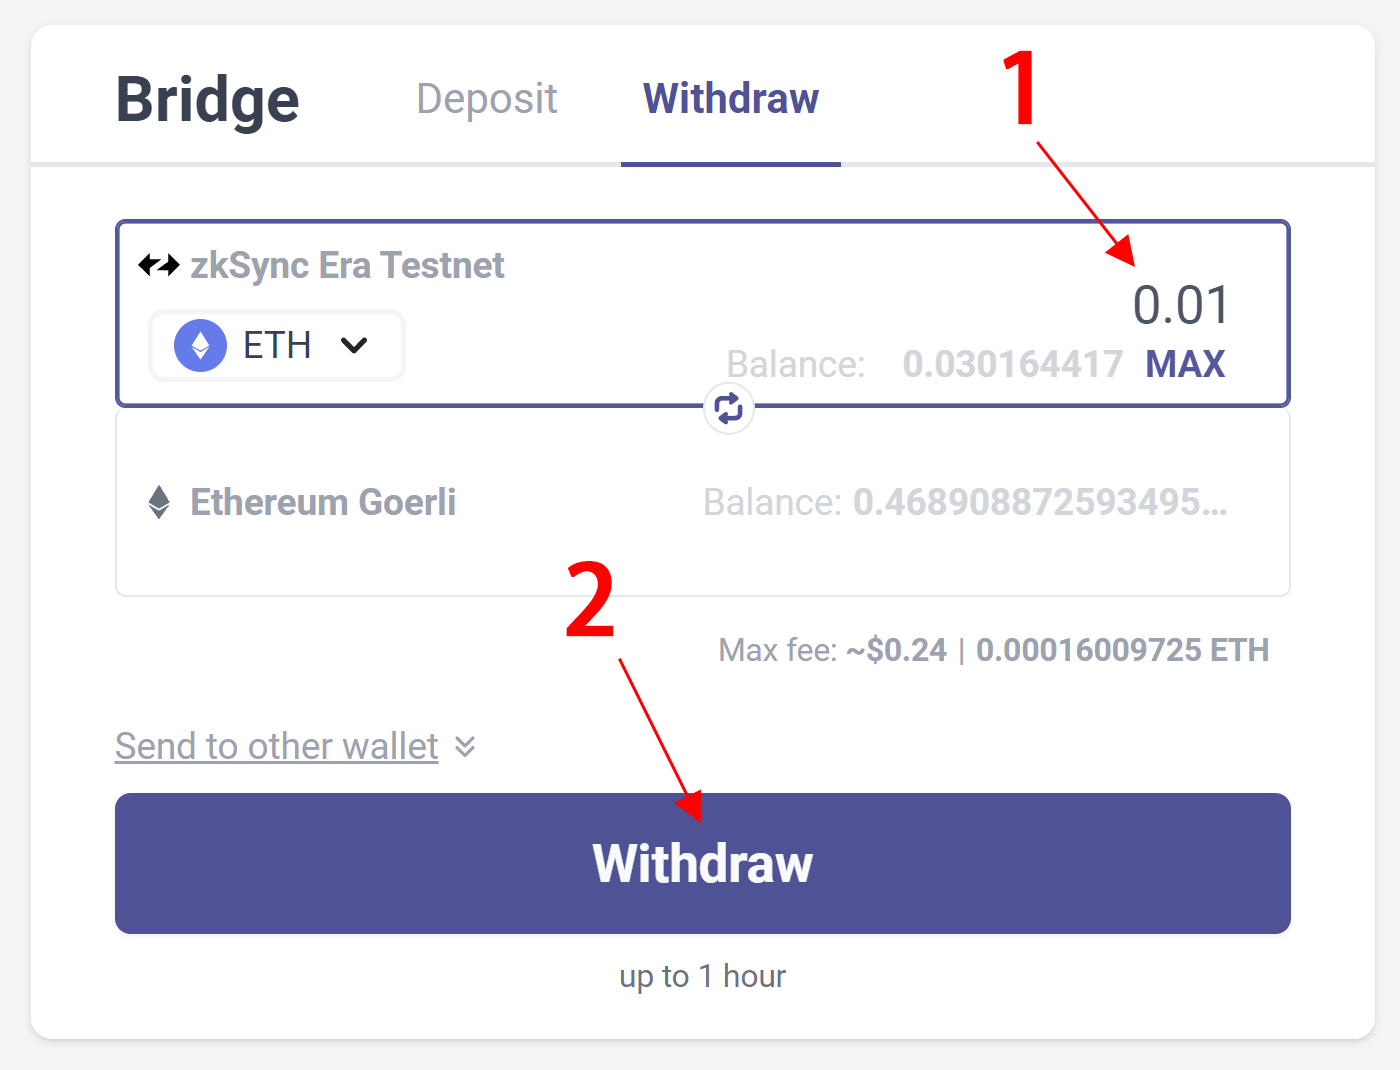 Bridge Deposit Withdraw 1
zkSync Era Testnet
0.01
ETH
Balance: 0.030164417 MAX
Ethereum Goerli Balance: 0.468908872593495...
2
Max fee: ~$0.24 | 0.00016009725 ETH
Send to other wallet
Withdraw
up to 1 hour